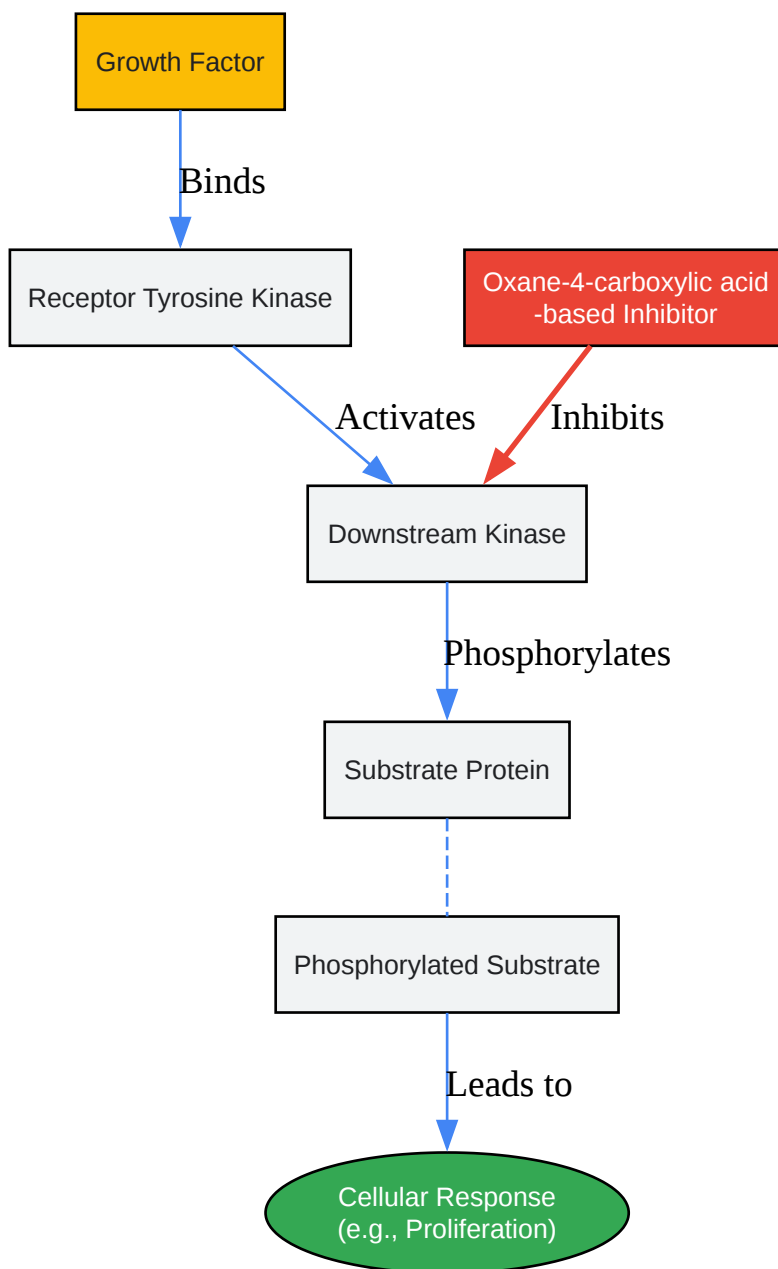 Growth Factor
Binds
Receptor Tyrosine Kinase
Oxane-4-carboxylic acid
-based Inhibitor
Activates
Inhibits
Downstream Kinase
Phosphorylates
Substrate Protein
Phosphorylated Substrate
Leads to
Cellular Response
(e.g., Proliferation)